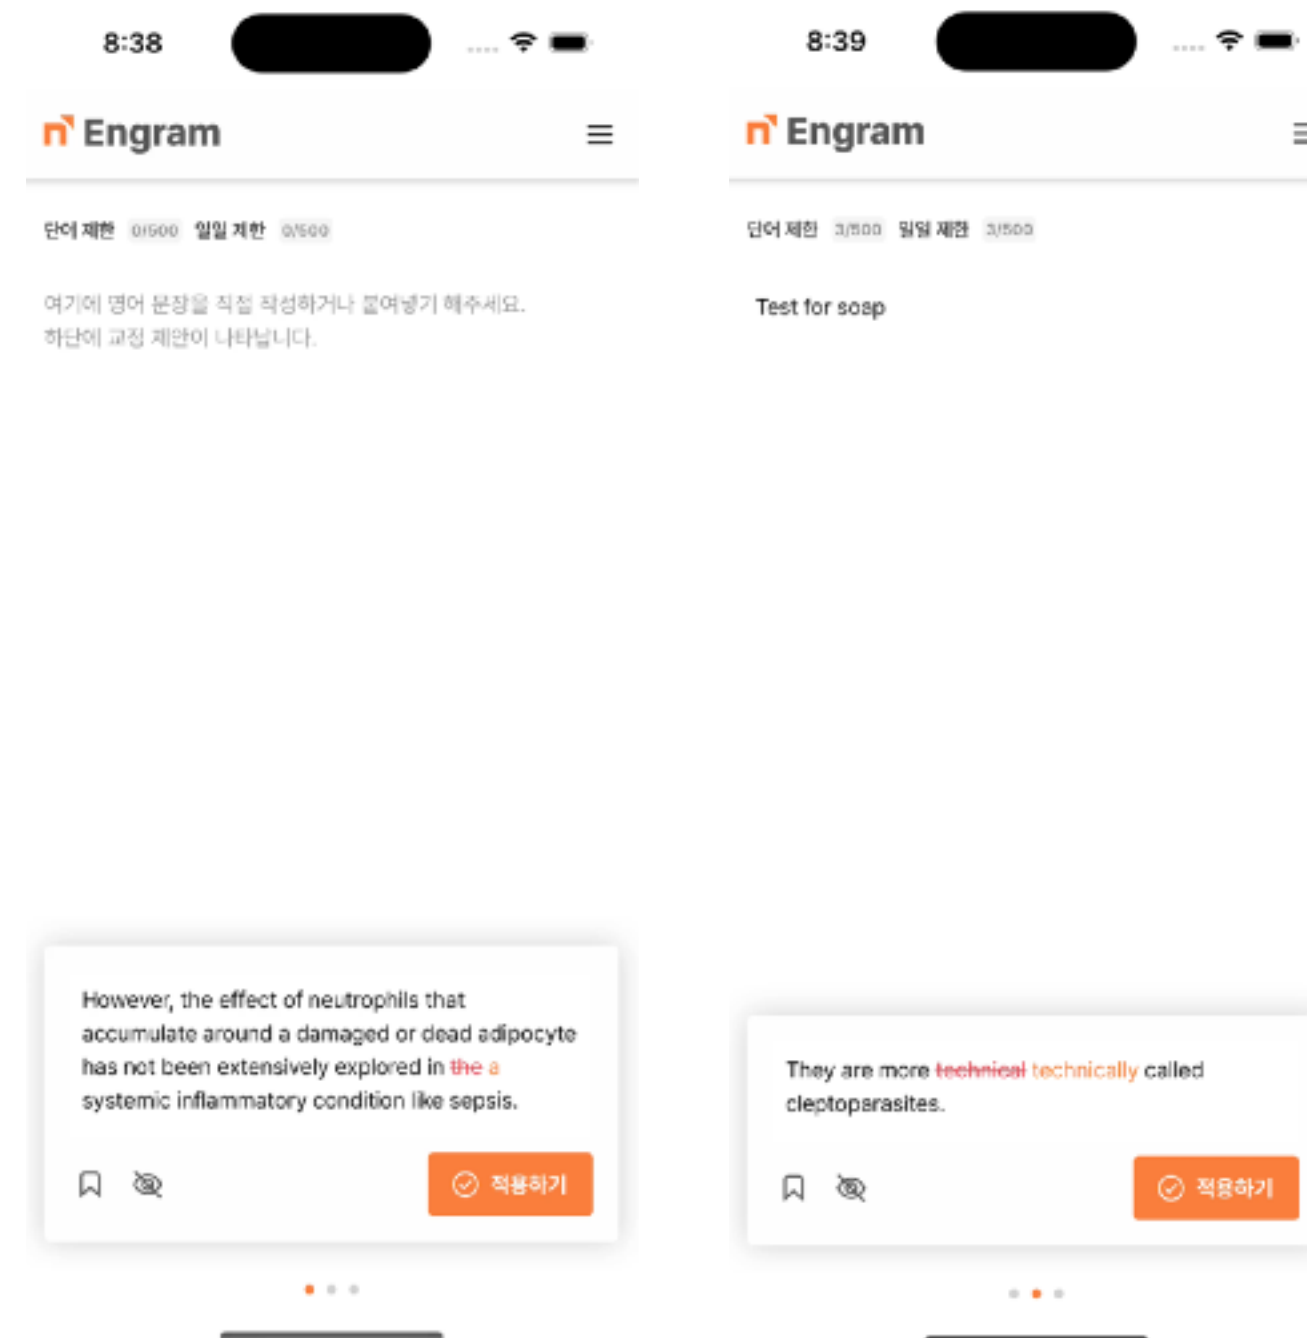 8:38
Engram
단어 제한 0/500 일일 제한 0/500
여기에 영어 문장을 직접 작성하거나 붙여넣기 해주세요.
하단에 교정 제안이 나타납니다.
However, the effect of neutrophils that
accumulate around a damaged or dead adipocyte
has not been extensively explored in the a
systemic inflammatory condition like sepsis.
적용하기
8:39
Engram
단어 제한 3/500 일일 제한 3/500
Test for soap
They are more technical technically called
cleptoparasites.
적용하기